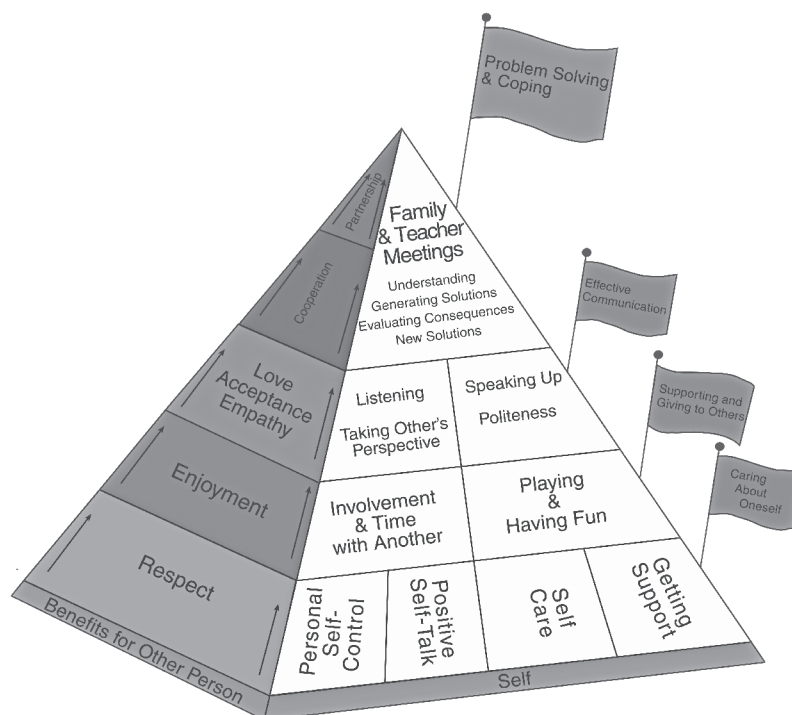 Problem Solving
& Coping
Partnership
Family
& Teacher
Meetings
Understanding
Generating Solutions
Evaluating Consequences
New Solutions
Cooperation
Effective
Communication
Love
Acceptance
Empathy
Listening
Taking Other's
Perspective
Speaking Up
Politeness
Supporting and
Giving to Others
Enjoyment
Involvement
& Time
with Another
Playing
&
Having Fun
Caring
About
Oneself
Respect
Personal
Self-
Control
Positive
Self-Talk
Self
Care
Getting
Support
Benefits for Other Person
Self